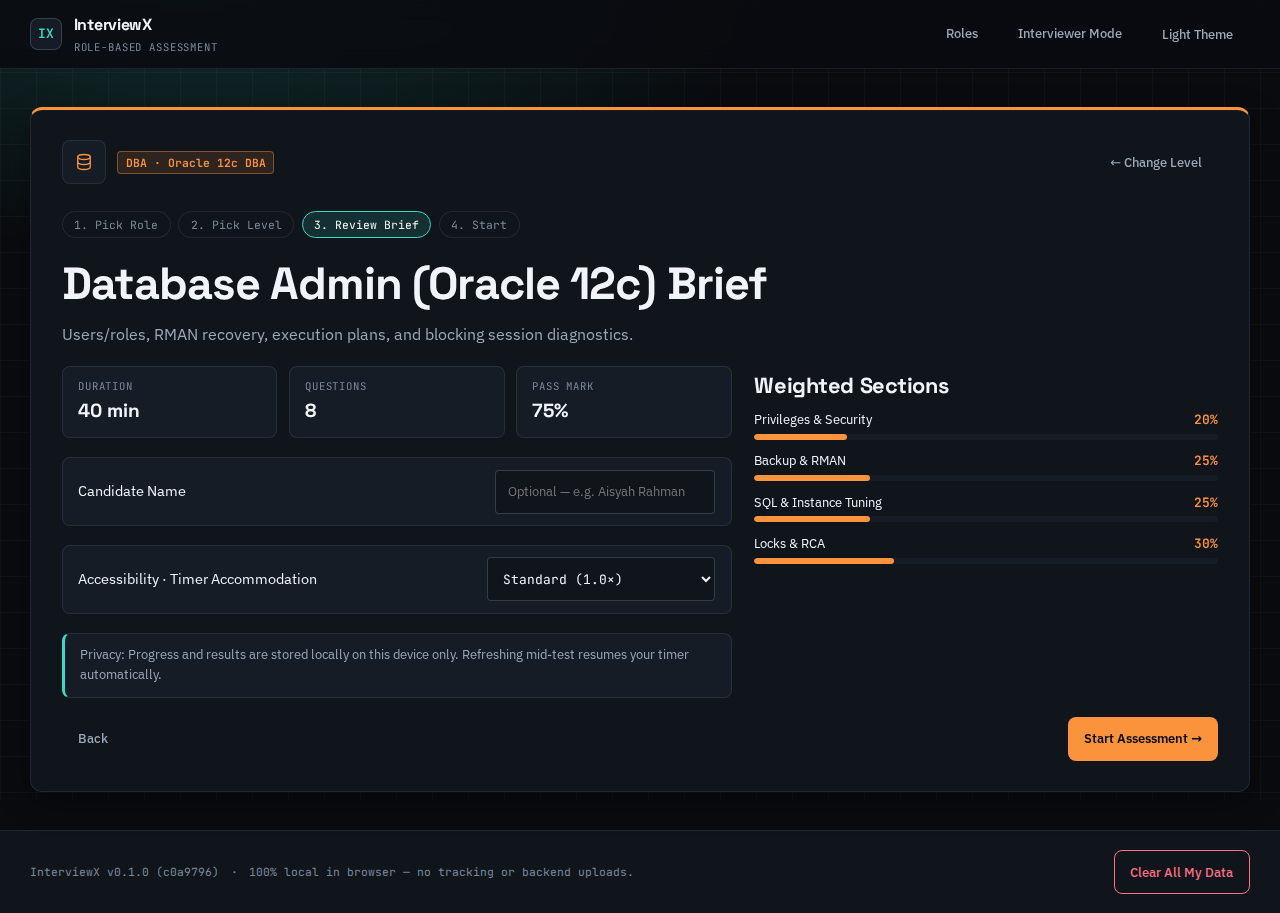 IX
InterviewX
ROLE-BASED ASSESSMENT
Roles
Interviewer Mode
Light Theme
DBA · Oracle 12c DBA
← Change Level
1. Pick Role
2. Pick Level
3. Review Brief
4. Start
Database Admin (Oracle 12c) Brief
Users/roles, RMAN recovery, execution plans, and blocking session diagnostics.
DURATION
40 min
QUESTIONS
8
PASS MARK
75%
Candidate Name
Optional — e.g. Aisyah Rahman
Accessibility · Timer Accommodation
Standard (1.0×)
Privacy: Progress and results are stored locally on this device only. Refreshing mid-test resumes your timer
automatically.
Weighted Sections
Privileges & Security 20%
Backup & RMAN 25%
SQL & Instance Tuning 25%
Locks & RCA 30%
Back
Start Assessment →
InterviewX v0.1.0 (c0a9796) · 100% local in browser — no tracking or backend uploads.
Clear All My Data